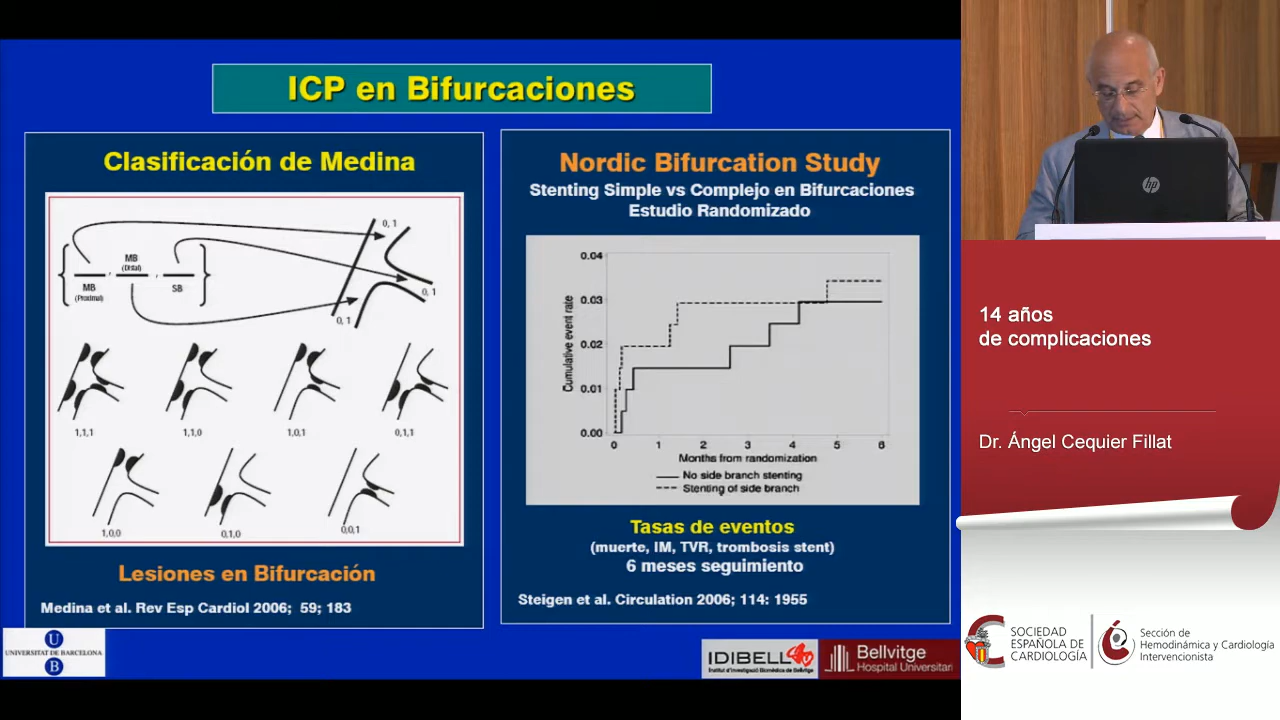 ICP en Bifurcaciones
Clasificación de Medina
0, 1
MB
(Distal)
{ , , }
MB
(Proximal)
SB
0, 1
0, 1
1,1,1
1,1,0
1,0,1
0,1,1
1,0,0
0,1,0
0,0,1
Lesiones en Bifurcación
Medina et al. Rev Esp Cardiol 2006; 59; 183
Nordic Bifurcation Study
Stenting Simple vs Complejo en Bifurcaciones
Estudio Randomizado
Cumulative event rate
0.04
0.03
0.02
0.01
0.00
0 1 2 3 4 5 6
Months from randomization
No side branch stenting
Stenting of side branch
Tasas de eventos
(muerte, IM, TVR, trombosis stent)
6 meses seguimiento
Steigen et al. Circulation 2006; 114: 1955
U
UNIVERSITAT DE BARCELONA
B
IDIBELL
Institut d'Investigació Biomèdica de Bellvitge
Bellvitge
Hospital Universitari
hp
14 años
de complicaciones
Dr. Ángel Cequier Fillat
SOCIEDAD
ESPAÑOLA DE
CARDIOLOGÍA
Sección de
Hemodinámica y Cardiología
Intervencionista